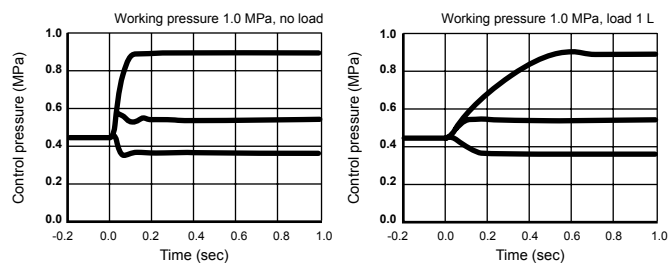 Working pressure 1.0 MPa, no load
Control pressure (MPa)
1.0
0.8
0.6
0.4
0.2
0.0
-0.2 0.0 0.2 0.4 0.6 0.8 1.0
Time (sec)
Working pressure 1.0 MPa, load 1 L
Control pressure (MPa)
1.0
0.8
0.6
0.4
0.2
0.0
-0.2 0.0 0.2 0.4 0.6 0.8 1.0
Time (sec)